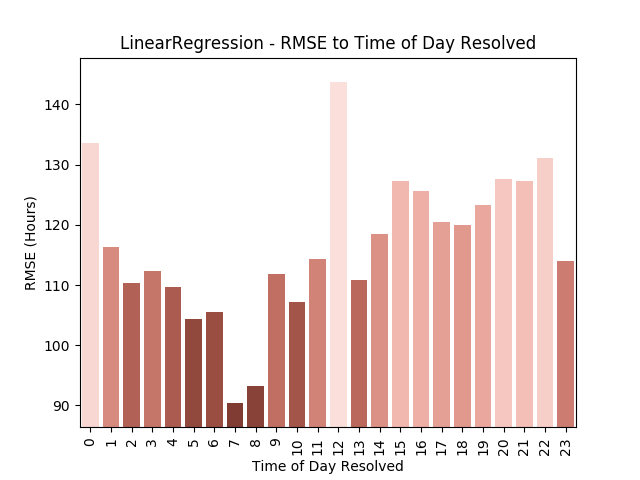 LinearRegression - RMSE to Time of Day Resolved
140
130
120
110
100
90
RMSE (Hours)
0 1 2 3 4 5 6 7 8 9 10 11 12 13 14 15 16 17 18 19 20 21 22 23
Time of Day Resolved